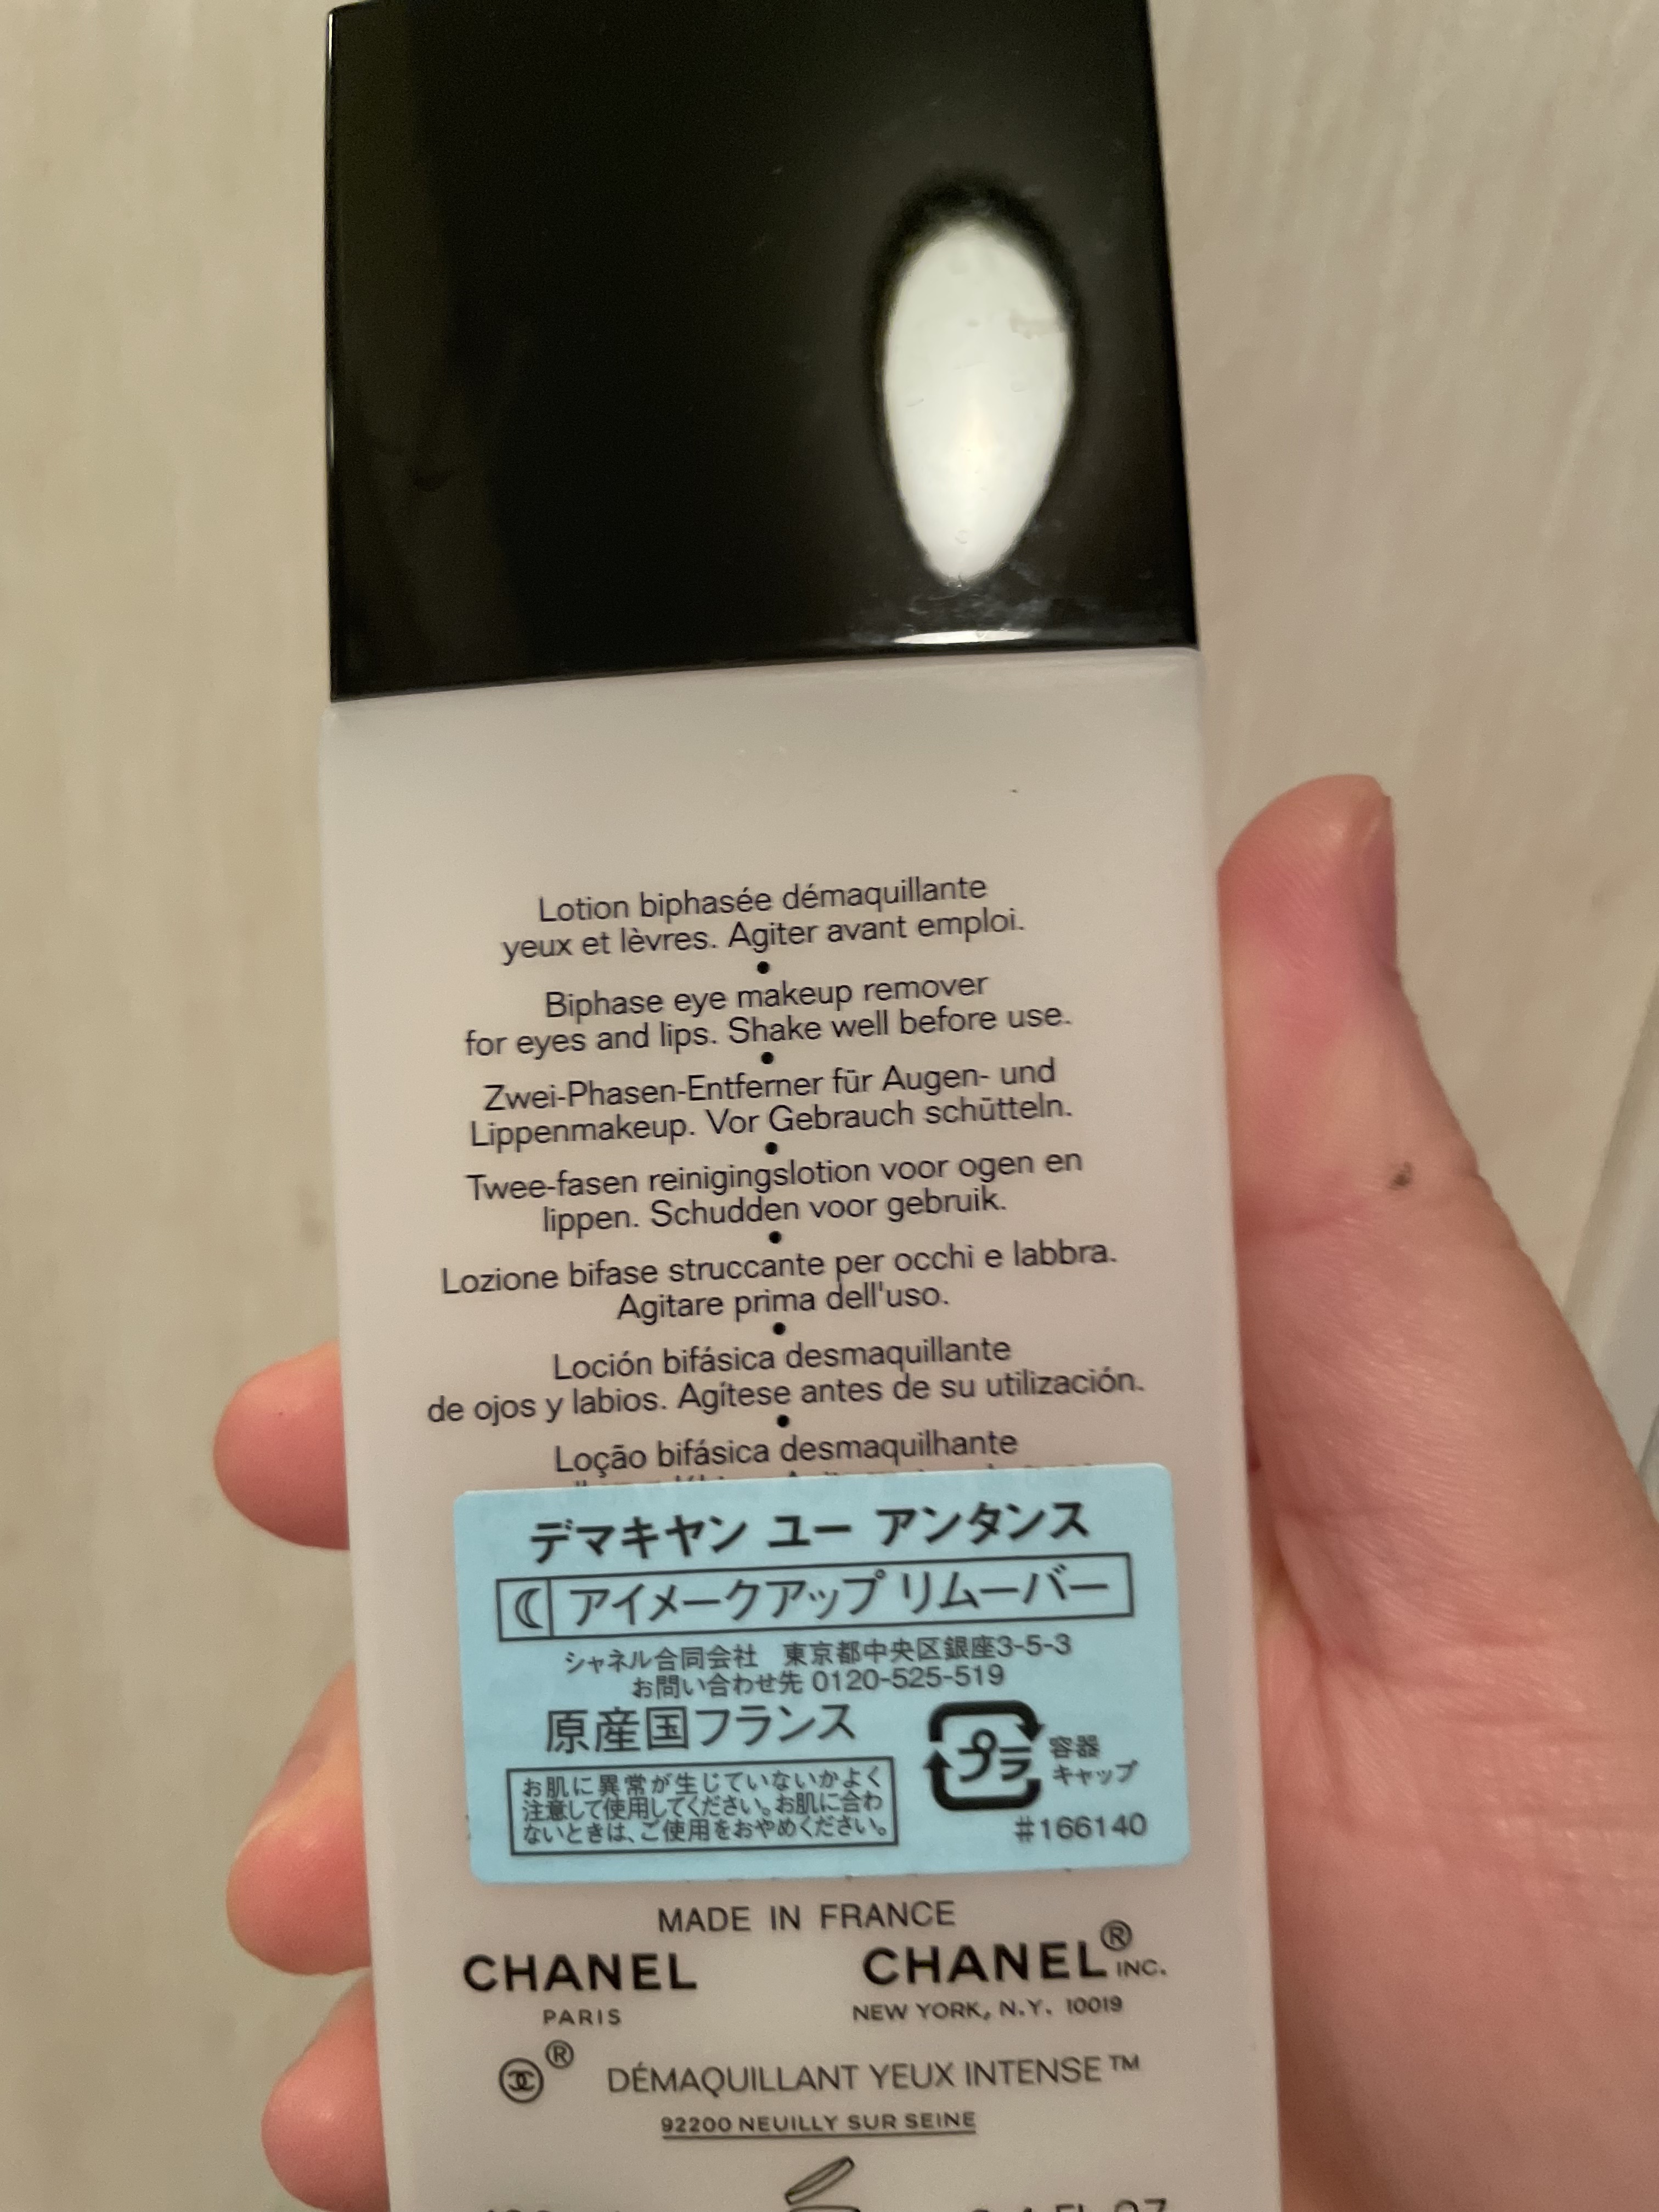 Lotion biphasée démaquillante
yeux et lèvres. Agiter avant emploi.
•
Biphase eye makeup remover
for eyes and lips. Shake well before use.
•
Zwei-Phasen-Entferner für Augen- und
Lippenmakeup. Vor Gebrauch schütteln.
•
Twee-fasen reinigingslotion voor ogen en
lippen. Schudden voor gebruik.
•
Lozione bifase struccante per occhi e labbra.
Agitare prima dell'uso.
•
Loción bifásica desmaquillante
de ojos y labios. Agítese antes de su utilización.
•
Loção bifásica desmaquilhante
デマキヤン ユー アンタンス
アイメークアップ リムーバー
シャネル合同会社 東京都中央区銀座3-5-3
お問い合わせ先 0120-525-519
原産国フランス
プラ 容器
キャップ
お肌に異常が生じていないかよく
注意して使用してください。お肌に合わ
ないときは、ご使用をおやめください。
#166140
MADE IN FRANCE
CHANEL CHANEL® INC.
PARIS NEW YORK, N.Y. 10019
® DÉMAQUILLANT YEUX INTENSE™
92200 NEUILLY SUR SEINE